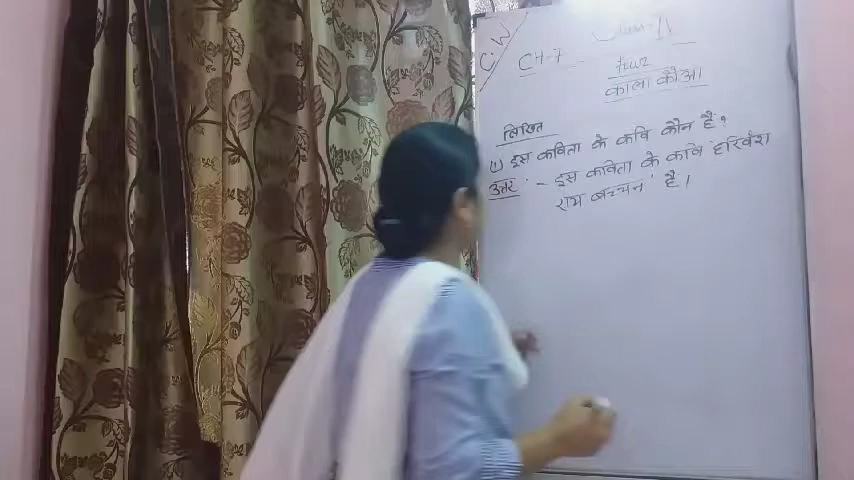 C.W
CH-7
काला कौआ
लिखित
(1) इस कविता के कवि कौन है?
उत्तर :- इस कविता के कवि हरिवंश
राय बच्चन है।